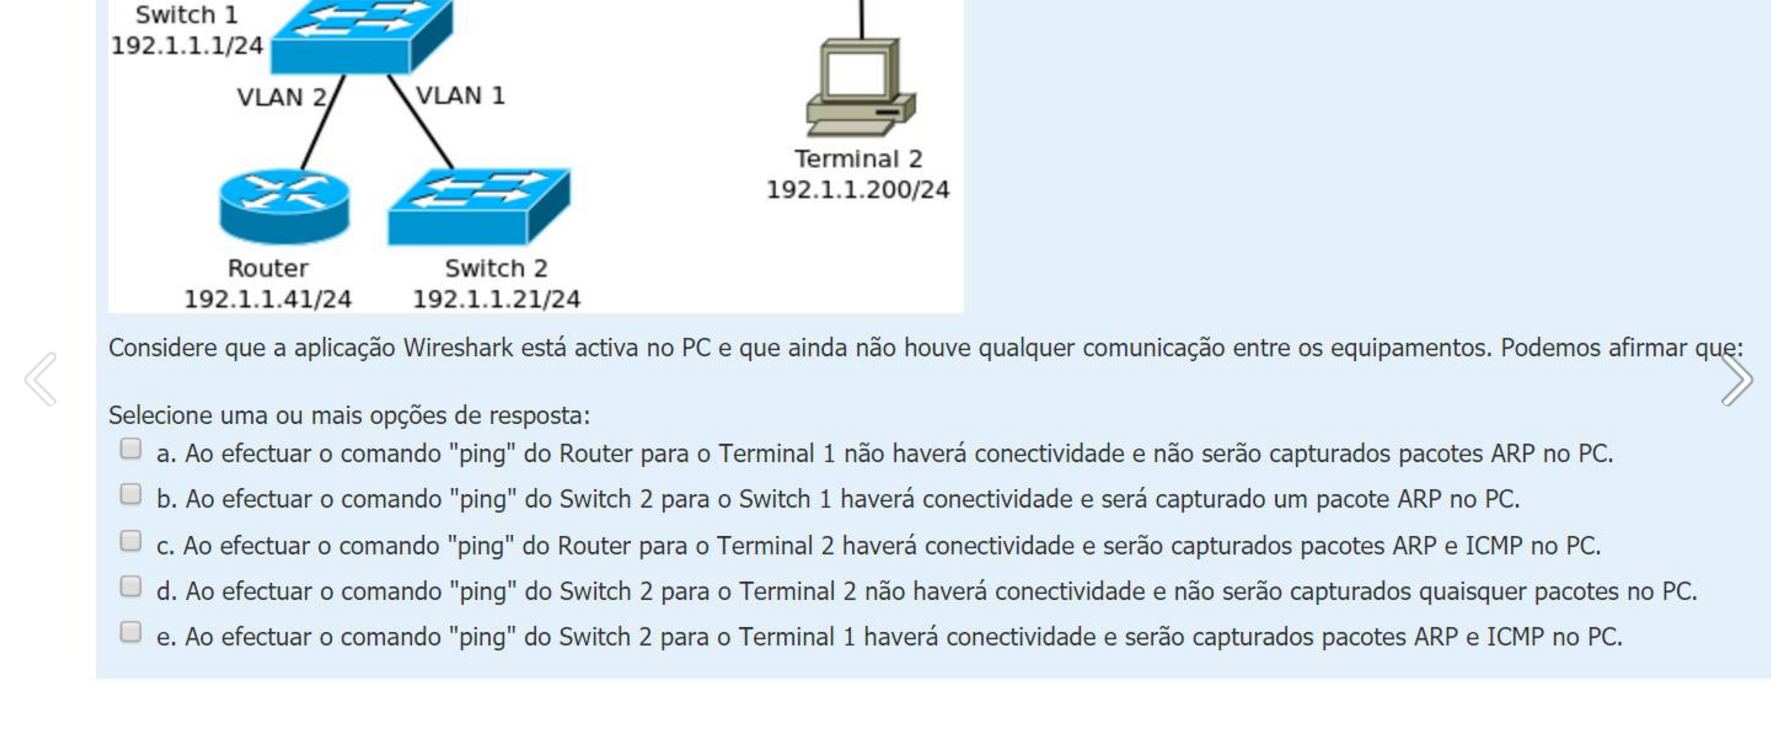 Switch 1
192.1.1.1/24
VLAN 2
VLAN 1
Terminal 2
192.1.1.200/24
Router
192.1.1.41/24
Switch 2
192.1.1.21/24
Considere que a aplicação Wireshark está activa no PC e que ainda não houve qualquer comunicação entre os equipamentos. Podemos afirmar que:
Selecione uma ou mais opções de resposta:
a. Ao efectuar o comando "ping" do Router para o Terminal 1 não haverá conectividade e não serão capturados pacotes ARP no PC.
b. Ao efectuar o comando "ping" do Switch 2 para o Switch 1 haverá conectividade e será capturado um pacote ARP no PC.
c. Ao efectuar o comando "ping" do Router para o Terminal 2 haverá conectividade e serão capturados pacotes ARP e ICMP no PC.
d. Ao efectuar o comando "ping" do Switch 2 para o Terminal 2 não haverá conectividade e não serão capturados quaisquer pacotes no PC.
e. Ao efectuar o comando "ping" do Switch 2 para o Terminal 1 haverá conectividade e serão capturados pacotes ARP e ICMP no PC.